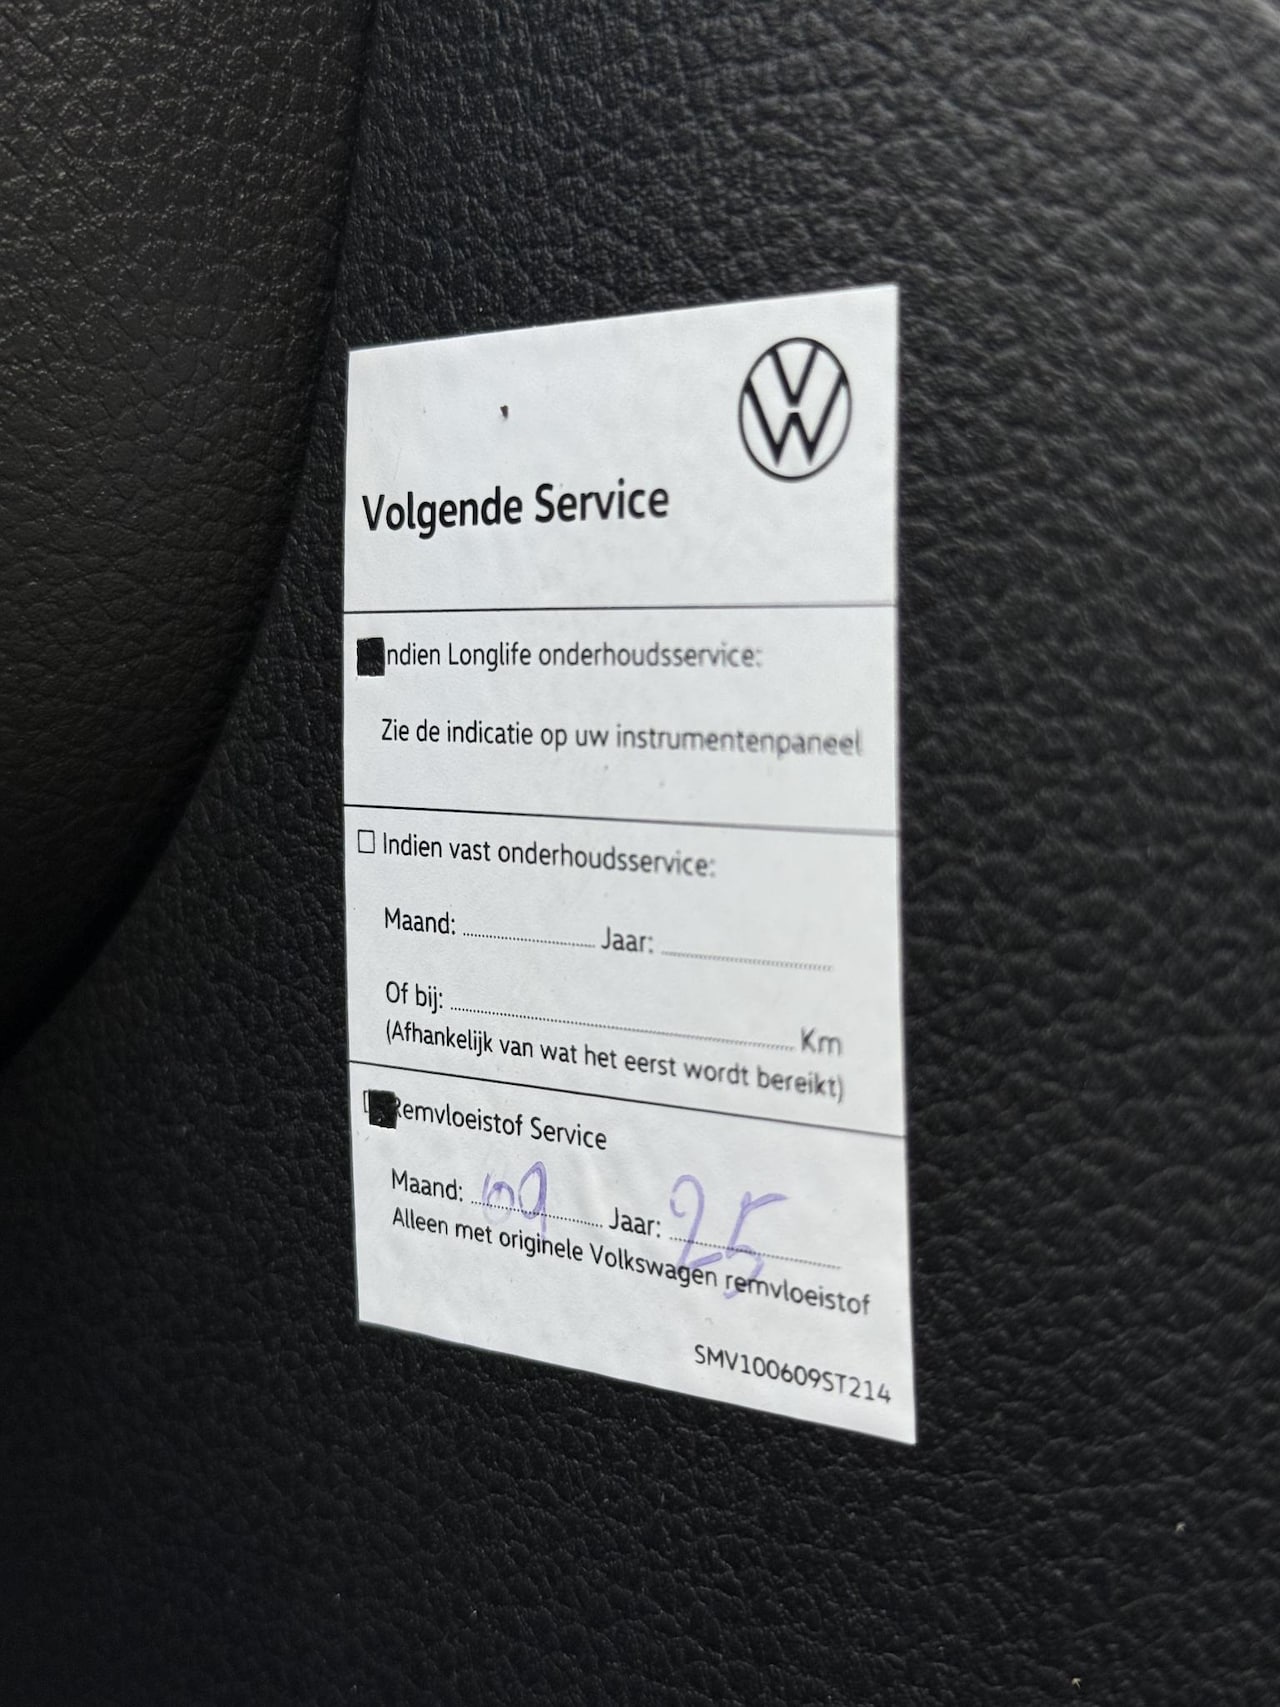 Volgende Service
ndien Longlife onderhoudsservice:
Zie de indicatie op uw instrumentenpaneel
Indien vast onderhoudsservice:
Maand: Jaar:
Of bij: Km
(Afhankelijk van wat het eerst wordt bereikt)
Remvloeistof Service
Maand: 09 Jaar: 25
Alleen met originele Volkswagen remvloeistof
SMV100609ST214